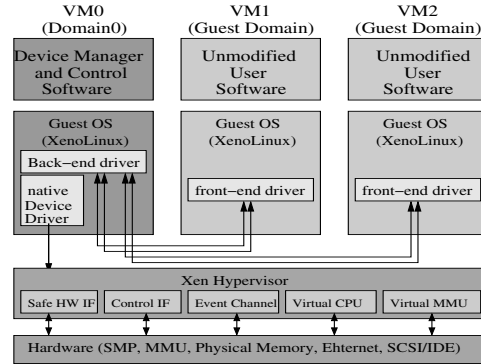 VM0
(Domain0)
VM1
(Guest Domain)
VM2
(Guest Domain)
Device Manager
and Control
Software
Unmodified
User
Software
Unmodified
User
Software
Guest OS
(XenoLinux)
Back-end driver
native
Device
Driver
Guest OS
(XenoLinux)
front-end driver
Guest OS
(XenoLinux)
front-end driver
Xen Hypervisor
Safe HW IF
Control IF
Event Channel
Virtual CPU
Virtual MMU
Hardware (SMP, MMU, Physical Memory, Ehternet, SCSI/IDE)